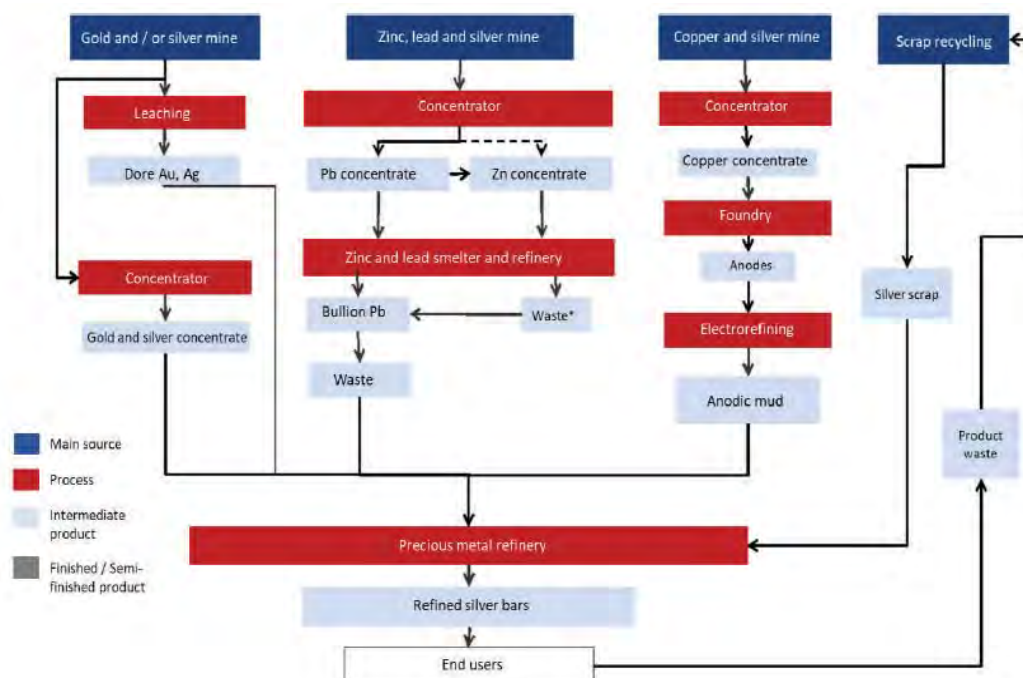 Gold and / or silver mine
Zinc, lead and silver mine
Copper and silver mine
Scrap recycling
Leaching
Concentrator
Concentrator
Dore Au, Ag
Pb concentrate
Zn concentrate
Copper concentrate
Foundry
Zinc and lead smelter and refinery
Anodes
Concentrator
Silver scrap
Bullion Pb
Waste*
Electrorefining
Gold and silver concentrate
Waste
Anodic mud
Main source
Process
Intermediate
product
Finished / Semi-
finished product
Product
waste
Precious metal refinery
Refined silver bars
End users